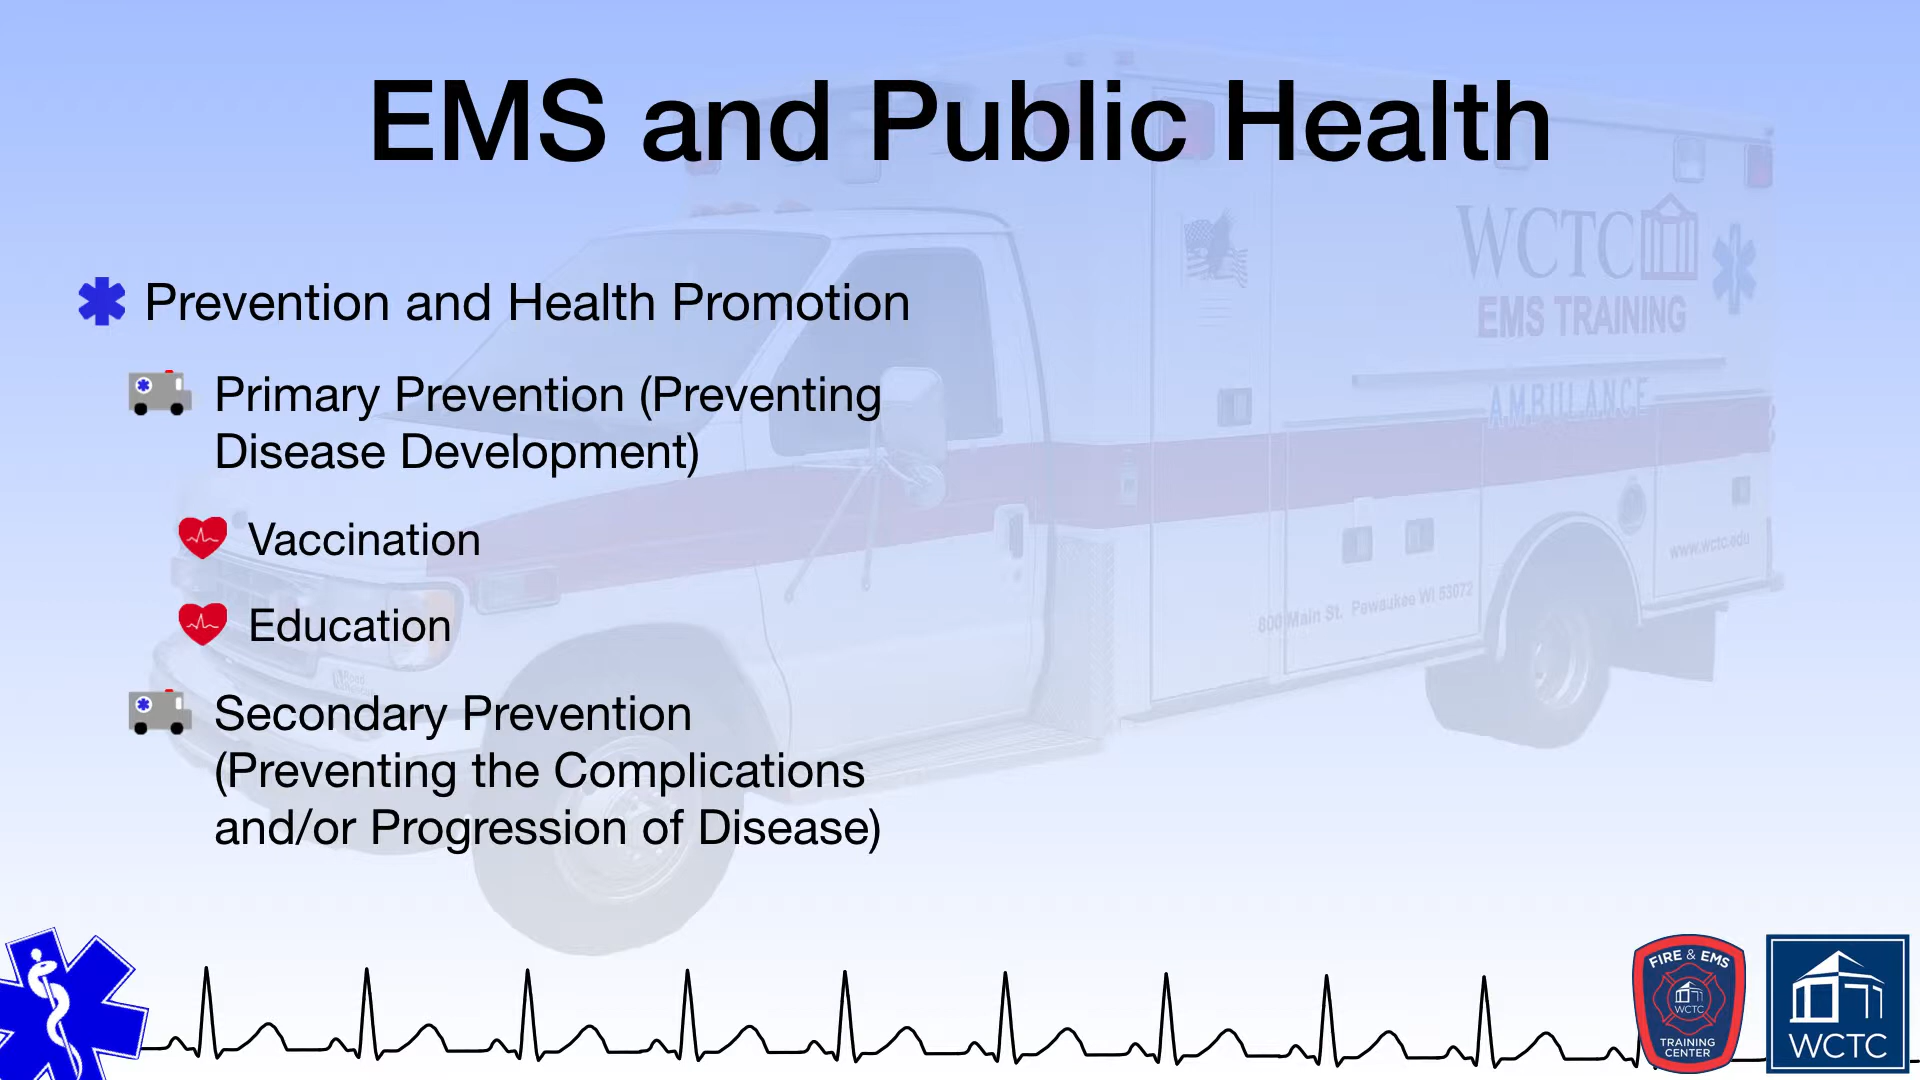 EMS and Public Health
Prevention and Health Promotion
Primary Prevention (Preventing
Disease Development)
Vaccination
Education
Secondary Prevention
(Preventing the Complications
and/or Progression of Disease)
WCTC
EMS TRAINING
AMBULANCE
www.wctc.edu
800 Main St. Pewaukee WI 53072
FIRE & EMS
WCTC
TRAINING
CENTER
WCTC